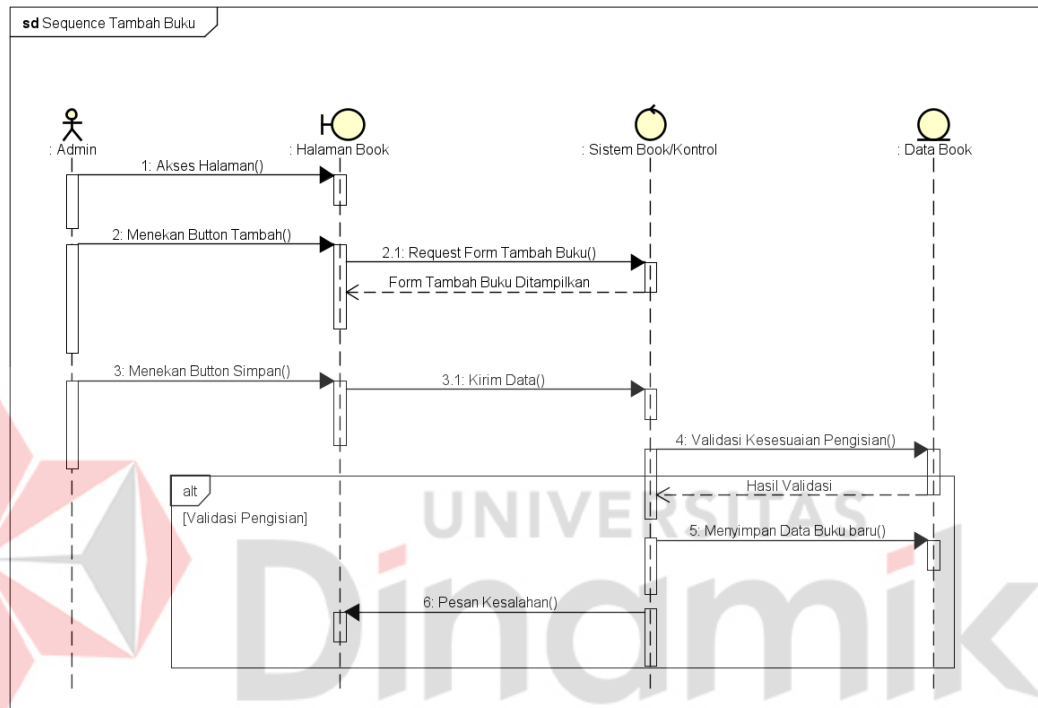 sd Sequence Tambah Buku
: Admin
: Halaman Book
: Sistem Book/Kontrol
: Data Book
1: Akses Halaman()
2: Menekan Button Tambah()
2.1: Request Form Tambah Buku()
Form Tambah Buku Ditampilkan
3: Menekan Button Simpan()
3.1: Kirim Data()
4: Validasi Kesesuaian Pengisian()
Hasil Validasi
alt
[Validasi Pengisian]
UNIVERSITAS
5: Menyimpan Data Buku baru()
Dinamik
6: Pesan Kesalahan()